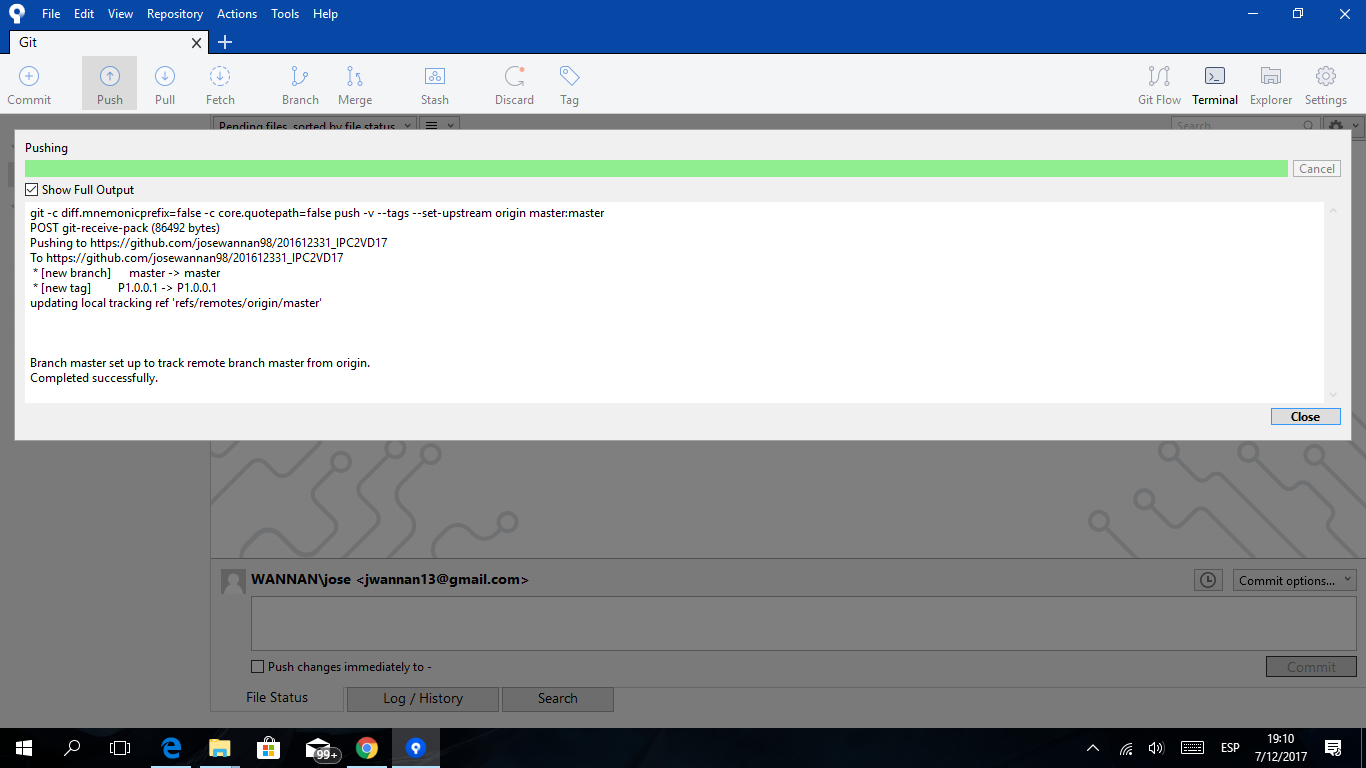 File Edit View Repository Actions Tools Help
Git
Commit Push Pull Fetch Branch Merge Stash Discard Tag Git Flow Terminal Explorer Settings
Pending files, sorted by file status
Search
Pushing
Cancel
Show Full Output
git -c diff.mnemonicprefix=false -c core.quotepath=false push -v --tags --set-upstream origin master:master
POST git-receive-pack (86492 bytes)
Pushing to https://github.com/josewannan98/201612331_IPC2VD17
To https://github.com/josewannan98/201612331_IPC2VD17
* [new branch] master -> master
* [new tag] P1.0.0.1 -> P1.0.0.1
updating local tracking ref 'refs/remotes/origin/master'
Branch master set up to track remote branch master from origin.
Completed successfully.
Close
WANNAN\jose <jwannan13@gmail.com>
Commit options...
Push changes immediately to -
Commit
File Status Log / History Search
99+
ESP
19:10
7/12/2017